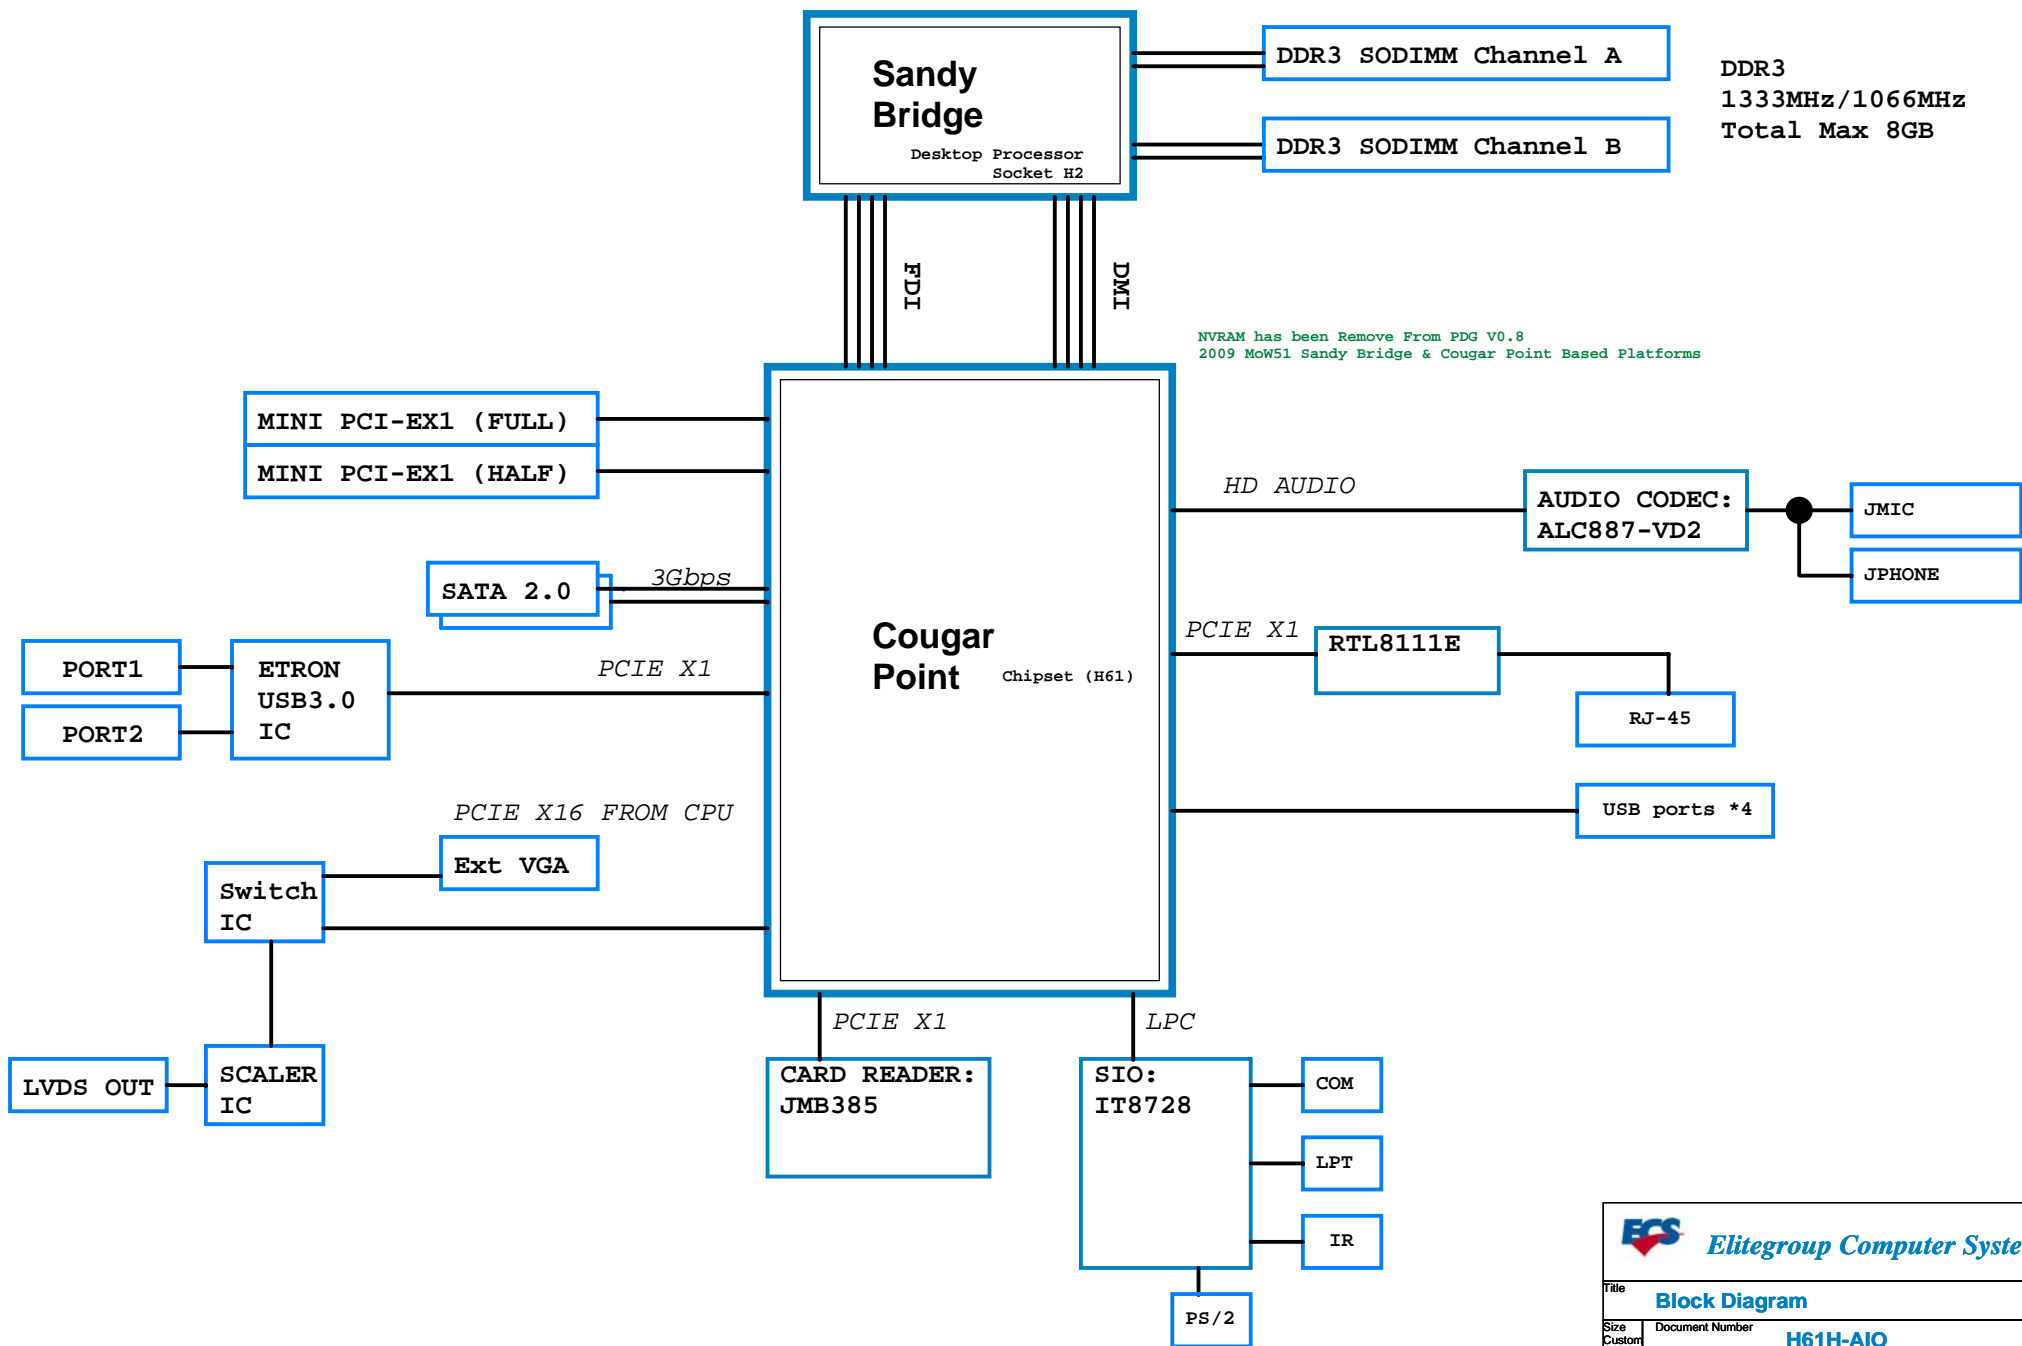 Sandy
Bridge
Desktop Processor
Socket H2
DDR3 SODIMM Channel A
DDR3 SODIMM Channel B
DDR3
1333MHz/1066MHz
Total Max 8GB
FDI
DMI
NVRAM has been Remove From PDG V0.8
2009 MoW51 Sandy Bridge & Cougar Point Based Platforms
MINI PCI-EX1 (FULL)
MINI PCI-EX1 (HALF)
HD AUDIO
AUDIO CODEC:
ALC887-VD2
JMIC
JPHONE
SATA 2.0
3Gbps
Cougar
Point
Chipset (H61)
PCIE X1
RTL8111E
RJ-45
PORT1
PORT2
ETRON
USB3.0
IC
PCIE X1
USB ports *4
PCIE X16 FROM CPU
Ext VGA
Switch
IC
SCALER
IC
LVDS OUT
PCIE X1
CARD READER:
JMB385
LPC
SIO:
IT8728
COM
LPT
IR
PS/2
ECS
Elitegroup Computer Syste
Title
Block Diagram
Size
Custom
Document Number
H61H-AIO